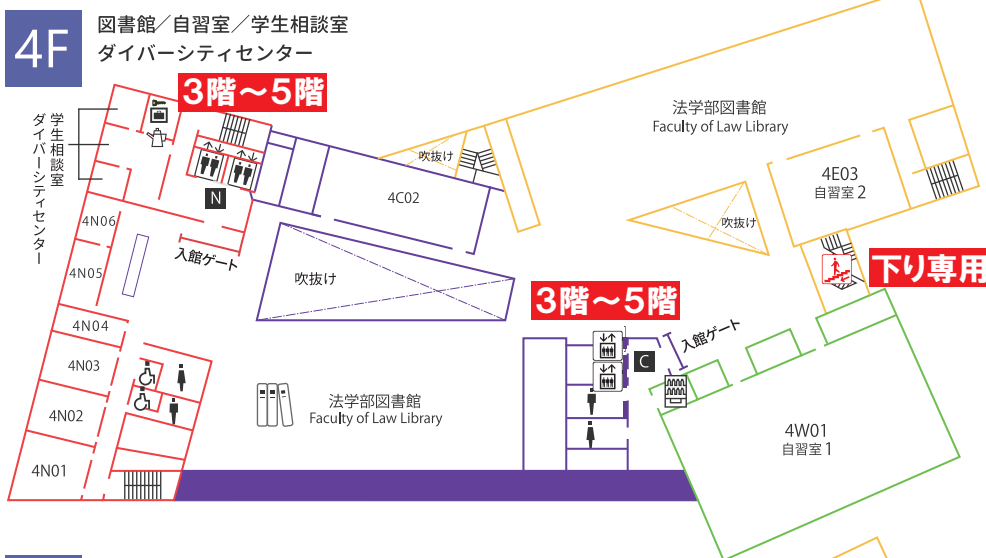 4F
図書館／自習室／学生相談室
ダイバーシティセンター
3階～5階
学生相談室
ダイバーシティセンター
法学部図書館
Faculty of Law Library
吹抜け
4E03
自習室2
4C02
N
4N06
吹抜け
入館ゲート
4N05
吹抜け
下り専用
3階～5階
4N04
入館ゲート
C
4N03
法学部図書館
Faculty of Law Library
4N02
4W01
自習室1
4N01